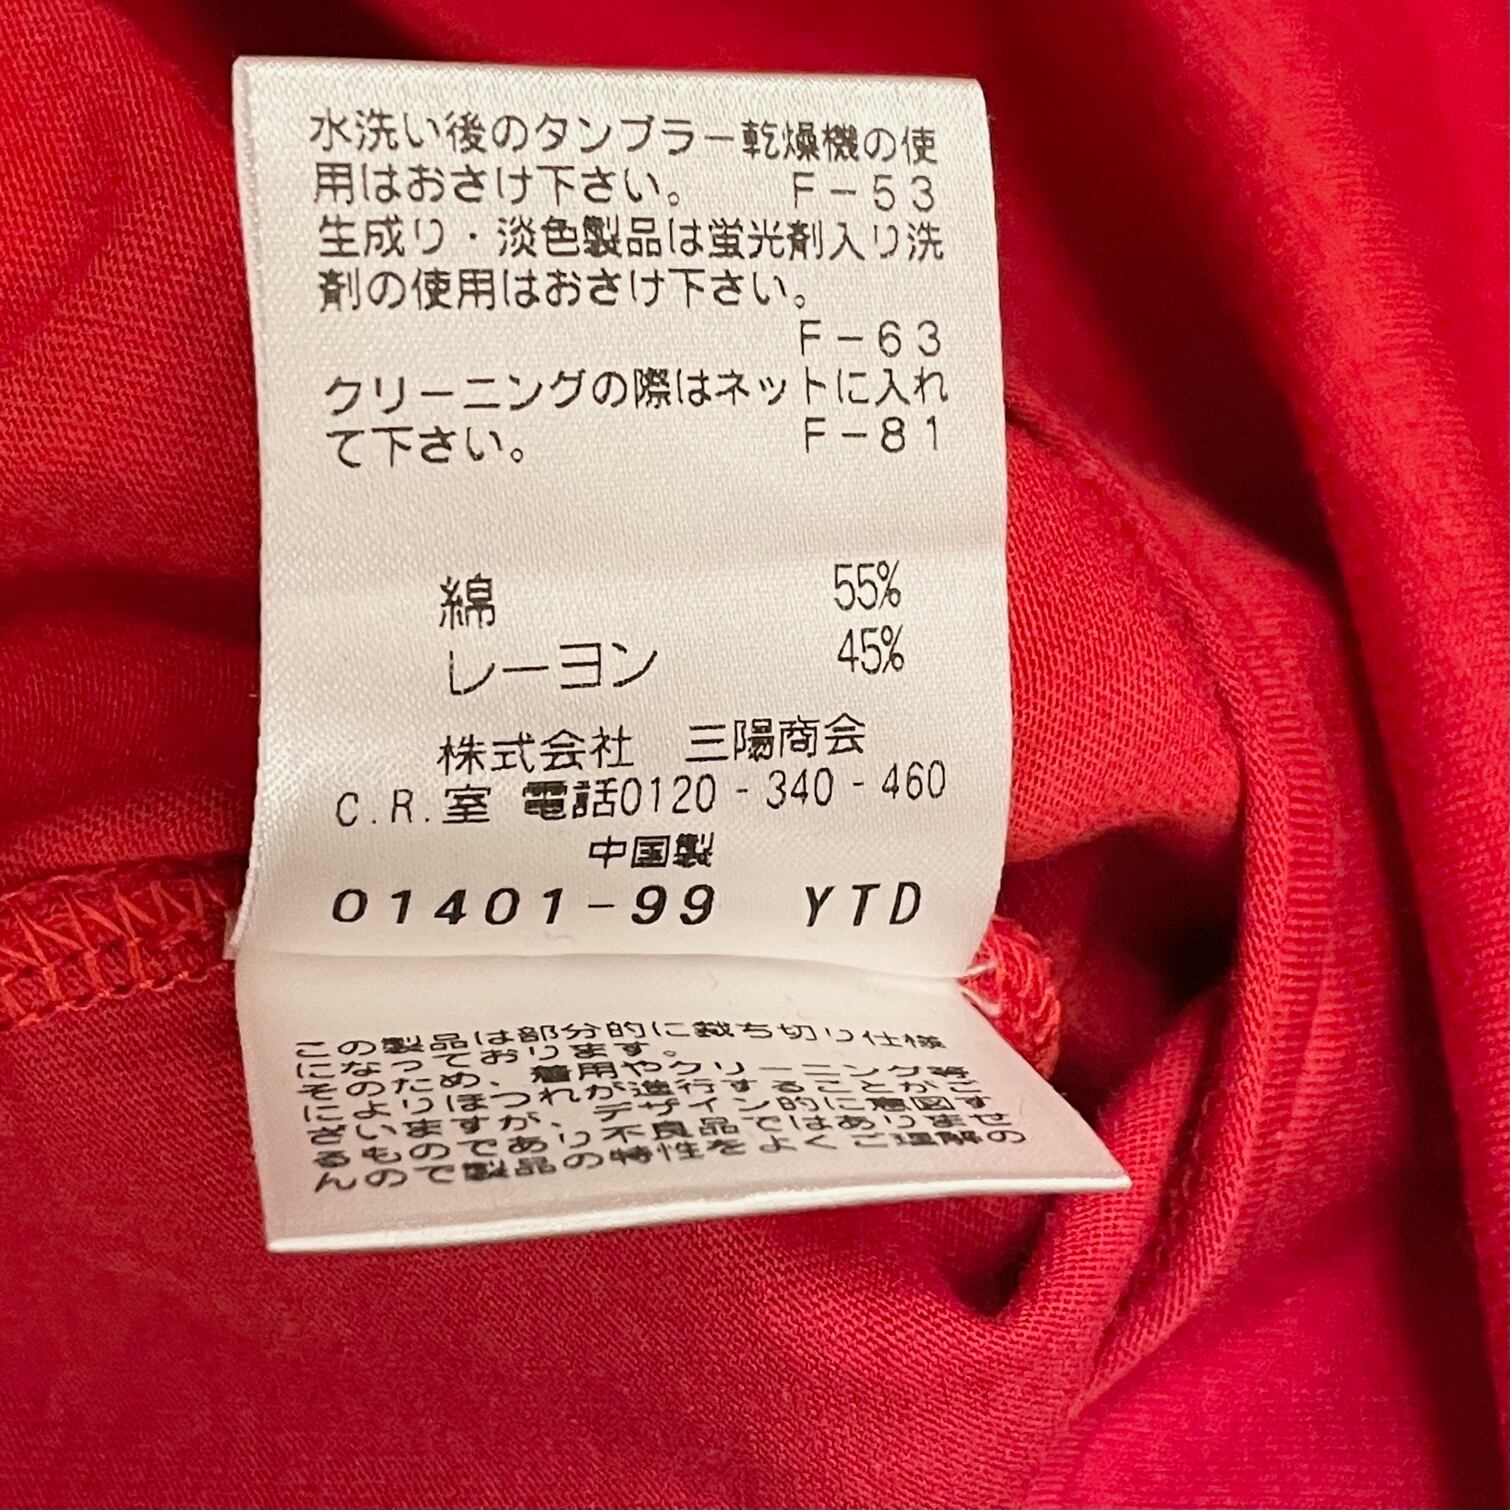 水洗い後のタンブラー乾燥機の使
用はおさけ下さい。 F-53
生成り・淡色製品は蛍光剤入り洗
剤の使用はおさけ下さい。
F-63
クリーニングの際はネットに入れ
て下さい。 F-81
綿 55%
レーヨン 45%
株式会社 三陽商会
C.R.室 電話0120-340-460
中国製
01401-99 YTD
この製品は部分的に裁ち切り仕様
になっております。
そのため、着用やクリーニング等
によりほつれが進行することがご
ざいますが、デザイン的に意図す
るものであり不良品ではありませ
んので製品の特性をよくご理解の